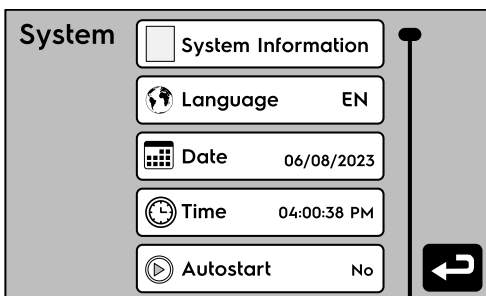 System
System Information
Language EN
Date 06/08/2023
Time 04:00:38 PM
Autostart No